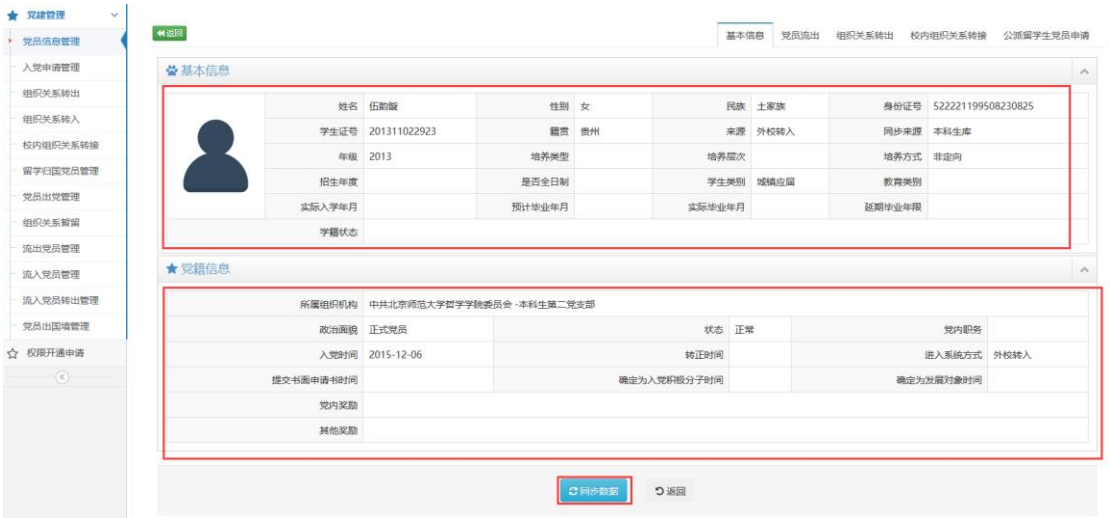 党建管理
党员信息管理
入党申请管理
组织关系转出
组织关系转入
校内组织关系转接
留学归国党员管理
党员出党管理
组织关系暂留
流出党员管理
流入党员管理
流入党员转出管理
党员出国境管理
权限开通申请
返回
基本信息 党员流出 组织关系转出 校内组织关系转接 公派留学生党员申请
基本信息
姓名 伍韵璇 性别 女 民族 土家族 身份证号 522221199508230825
学生证号 201311022923 籍贯 贵州 来源 外校转入 同步来源 本科生库
年级 2013 培养类型 培养层次 培养方式 非定向
招生年度 是否全日制 学生类别 城镇应届 教育类别
实际入学年月 预计毕业年月 实际毕业年月 延期毕业年限
学籍状态
党籍信息
所属组织机构 中共北京师范大学哲学学院委员会 -本科生第二党支部
政治面貌 正式党员 状态 正常 党内职务
入党时间 2015-12-06 转正时间 进入系统方式 外校转入
提交书面申请书时间 确定为入党积极分子时间 确定为发展对象时间
党内奖励
其他奖励
同步数据 返回